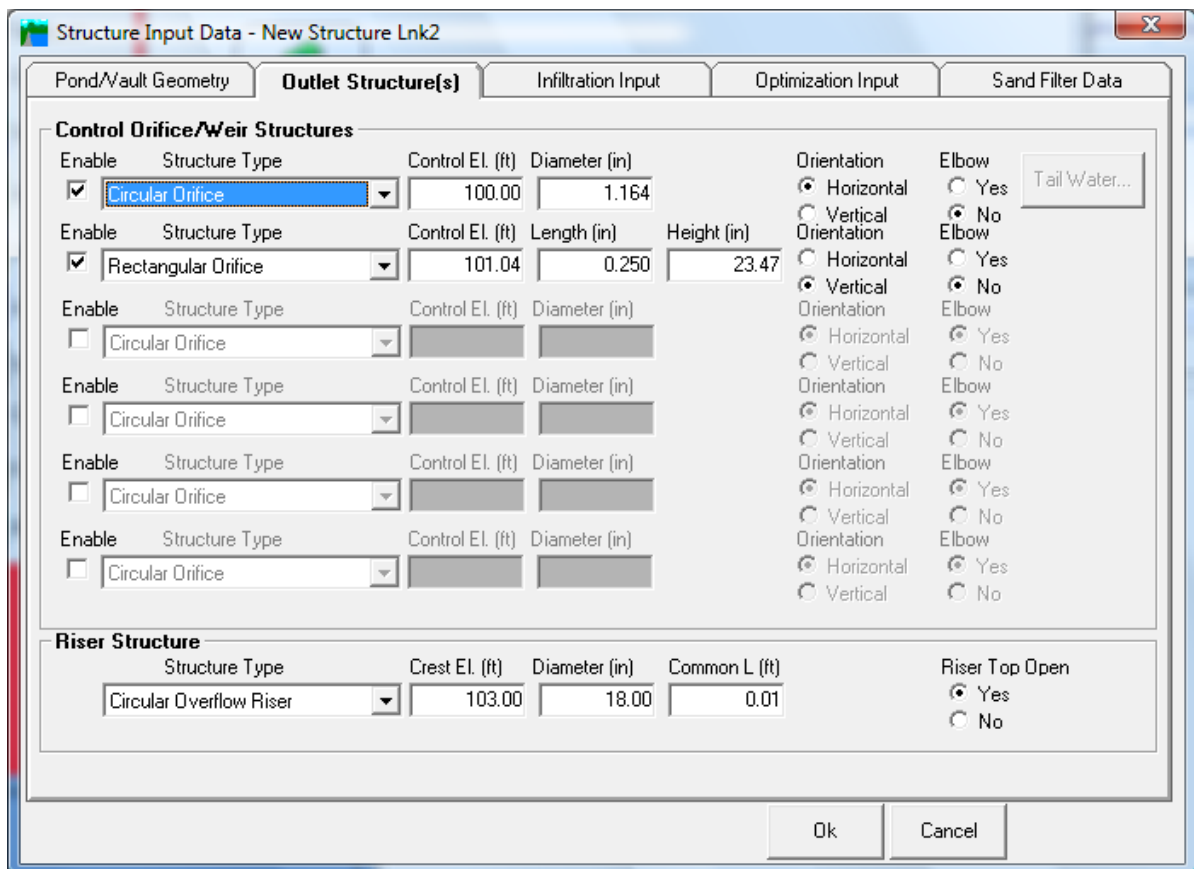 Structure Input Data - New Structure Lnk2
X
Pond/Vault Geometry Outlet Structure(s) Infiltration Input Optimization Input Sand Filter Data
Control Orifice/Weir Structures
Enable Structure Type Control El. (ft) Diameter (in) Orientation Elbow
Circular Orifice 100.00 1.164 Horizontal Yes Tail Water...
Vertical No
Enable Structure Type Control El. (ft) Length (in) Height (in) Orientation Elbow
Rectangular Orifice 101.04 0.250 23.47 Horizontal Yes
Vertical No
Enable Structure Type Control El. (ft) Diameter (in) Orientation Elbow
Circular Orifice Horizontal Yes
Vertical No
Enable Structure Type Control El. (ft) Diameter (in) Orientation Elbow
Circular Orifice Horizontal Yes
Vertical No
Enable Structure Type Control El. (ft) Diameter (in) Orientation Elbow
Circular Orifice Horizontal Yes
Vertical No
Enable Structure Type Control El. (ft) Diameter (in) Orientation Elbow
Circular Orifice Horizontal Yes
Vertical No
Riser Structure
Structure Type Crest El. (ft) Diameter (in) Common L (ft) Riser Top Open
Circular Overflow Riser 103.00 18.00 0.01 Yes
No
Ok Cancel